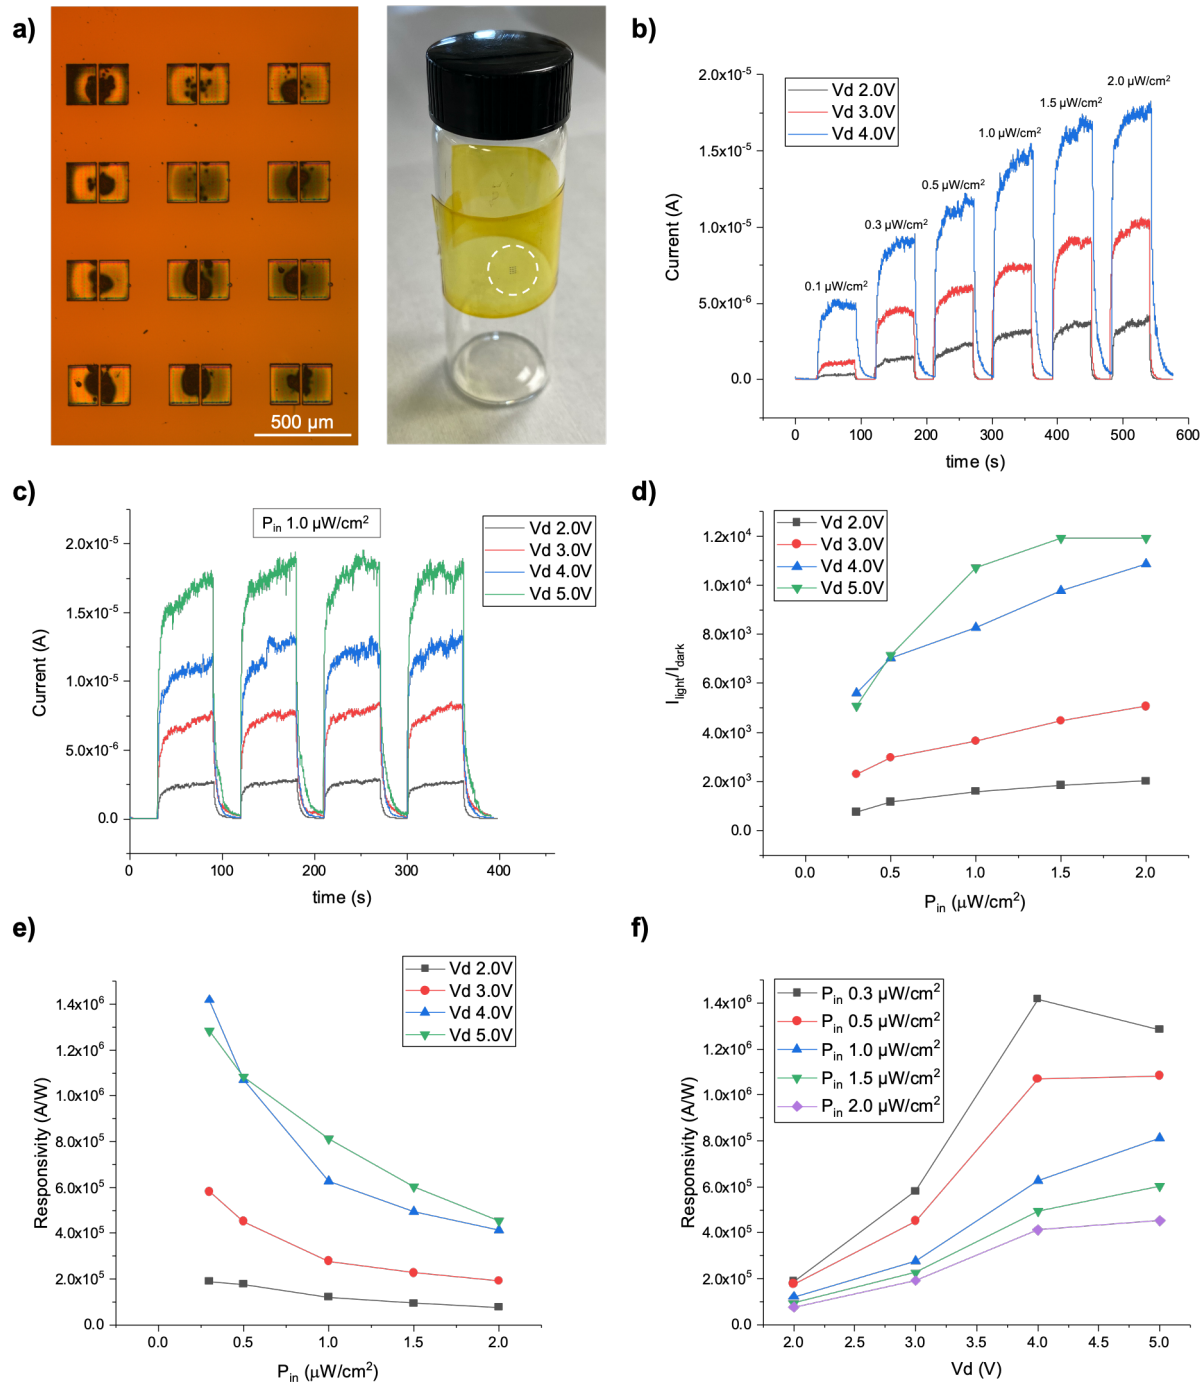 a)
500 µm
b)
Vd 2.0V
Vd 3.0V
Vd 4.0V
0.1 µW/cm²
0.3 µW/cm²
0.5 µW/cm²
1.0 µW/cm²
1.5 µW/cm²
2.0 µW/cm²
2.0x10⁻⁵
1.5x10⁻⁵
1.0x10⁻⁵
5.0x10⁻⁶
0.0
Current (A)
0 100 200 300 400 500 600
time (s)
c)
P_in 1.0 µW/cm²
Vd 2.0V
Vd 3.0V
Vd 4.0V
Vd 5.0V
2.0x10⁻⁵
1.5x10⁻⁵
1.0x10⁻⁵
5.0x10⁻⁶
0.0
Current (A)
0 100 200 300 400
time (s)
d)
Vd 2.0V
Vd 3.0V
Vd 4.0V
Vd 5.0V
1.2x10⁴
1.0x10⁴
8.0x10³
6.0x10³
4.0x10³
2.0x10³
0.0
I_light/I_dark
0.0 0.5 1.0 1.5 2.0
P_in (µW/cm²)
e)
Vd 2.0V
Vd 3.0V
Vd 4.0V
Vd 5.0V
1.4x10⁶
1.2x10⁶
1.0x10⁶
8.0x10⁵
6.0x10⁵
4.0x10⁵
2.0x10⁵
0.0
Responsivity (A/W)
0.0 0.5 1.0 1.5 2.0
P_in (µW/cm²)
f)
P_in 0.3 µW/cm²
P_in 0.5 µW/cm²
P_in 1.0 µW/cm²
P_in 1.5 µW/cm²
P_in 2.0 µW/cm²
1.4x10⁶
1.2x10⁶
1.0x10⁶
8.0x10⁵
6.0x10⁵
4.0x10⁵
2.0x10⁵
0.0
Responsivity (A/W)
2.0 2.5 3.0 3.5 4.0 4.5 5.0
Vd (V)